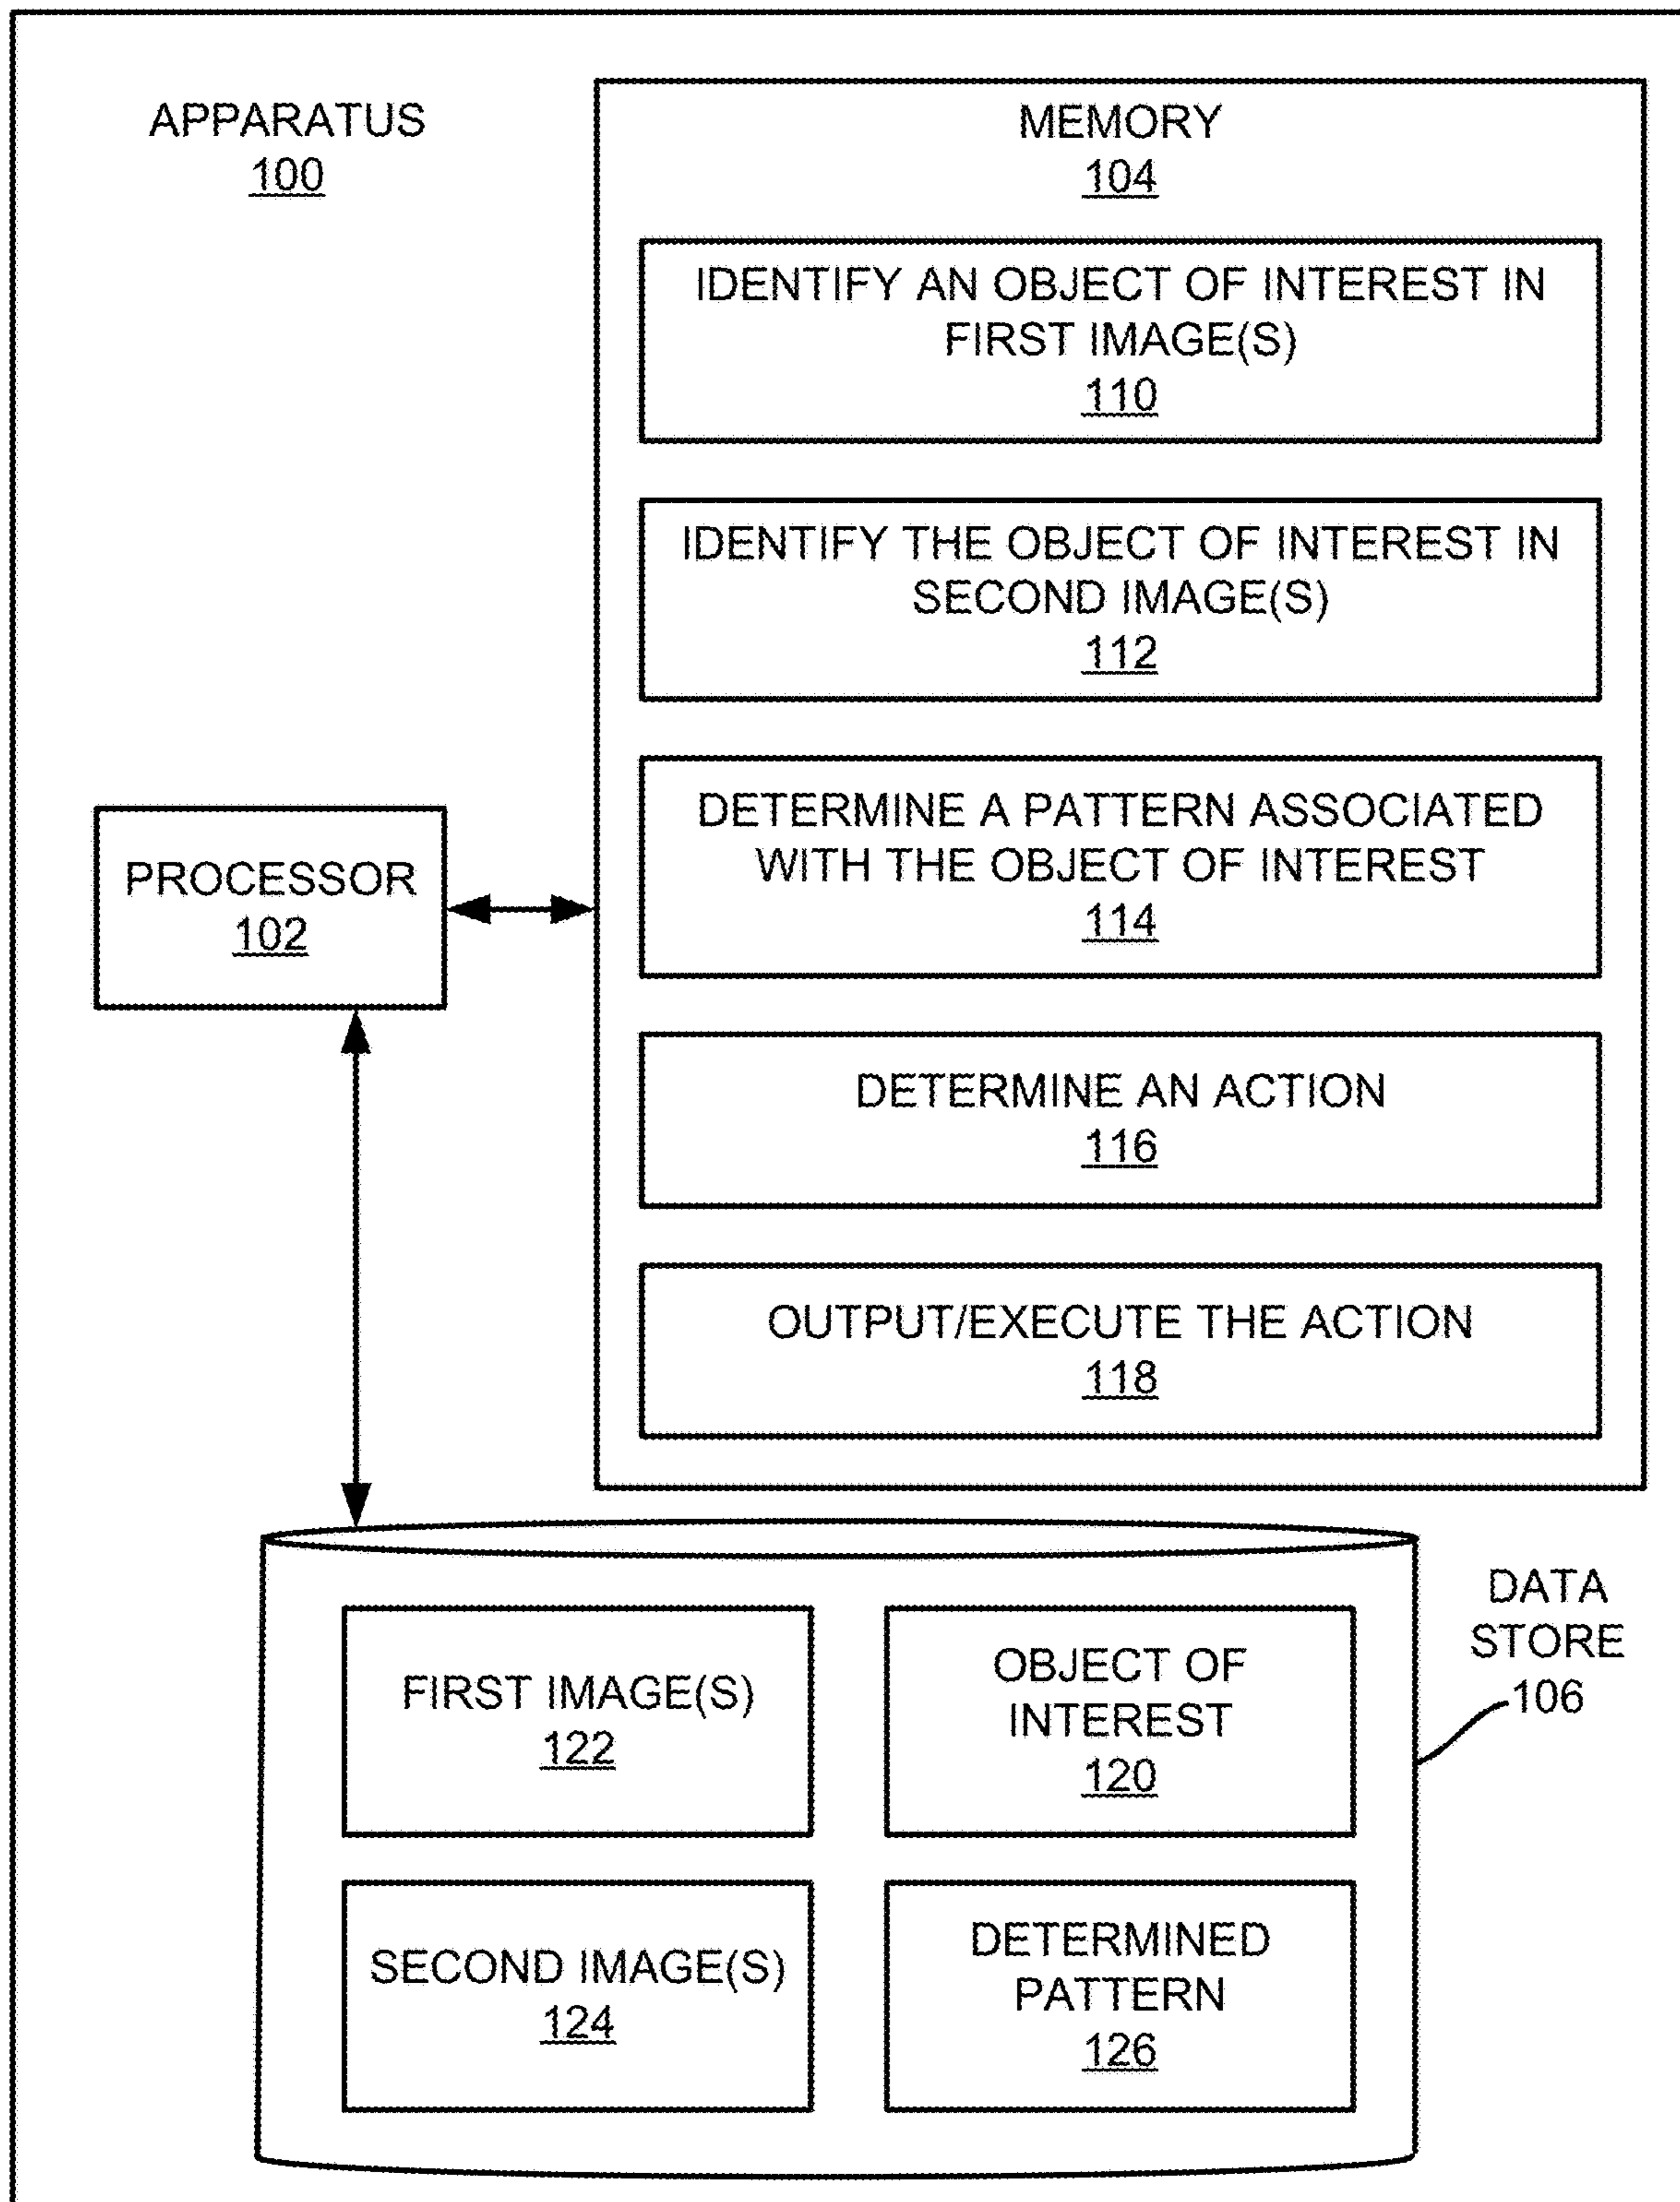 APPARATUS
100
MEMORY
104
IDENTIFY AN OBJECT OF INTEREST IN
FIRST IMAGE(S)
110
IDENTIFY THE OBJECT OF INTEREST IN
SECOND IMAGE(S)
112
DETERMINE A PATTERN ASSOCIATED
WITH THE OBJECT OF INTEREST
114
DETERMINE AN ACTION
116
OUTPUT/EXECUTE THE ACTION
118
PROCESSOR
102
DATA
STORE
106
FIRST IMAGE(S)
122
OBJECT OF
INTEREST
120
SECOND IMAGE(S)
124
DETERMINED
PATTERN
126